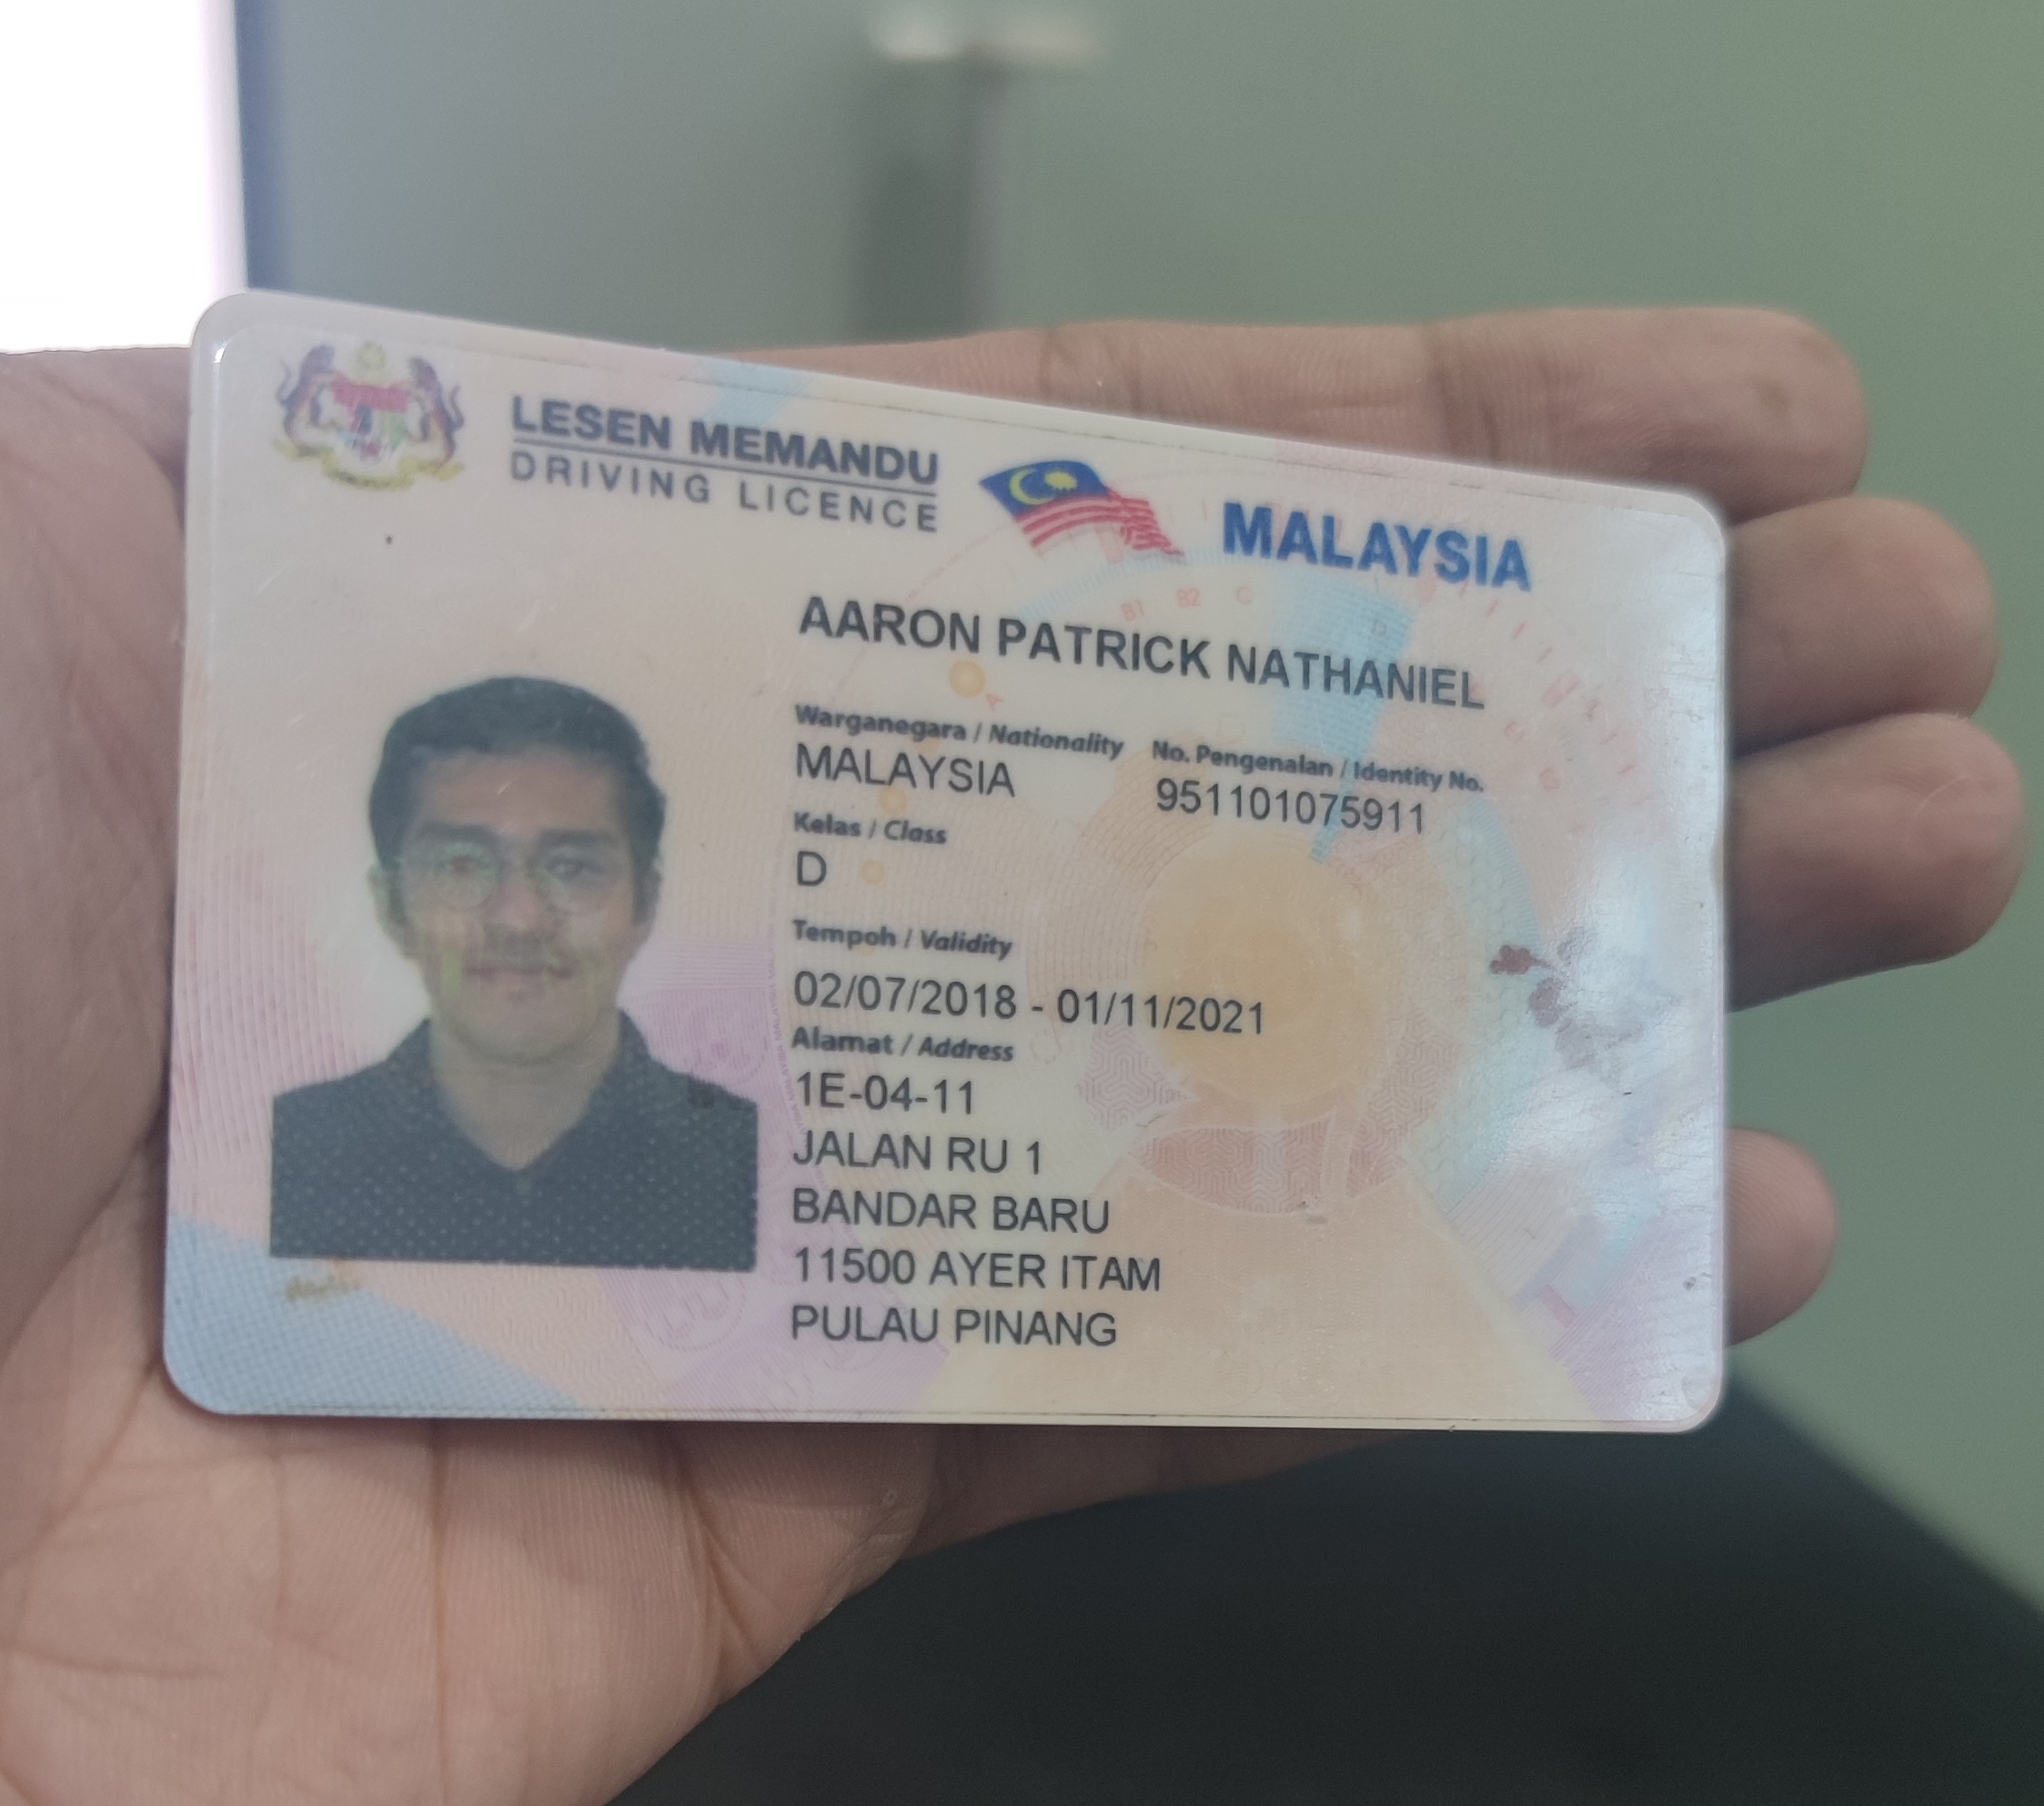 LESEN MEMANDU
DRIVING LICENCE
MALAYSIA
AARON PATRICK NATHANIEL
Warganegara / Nationality No. Pengenalan / Identity No.
MALAYSIA 951101075911
Kelas / Class
D
Tempoh / Validity
02/07/2018 - 01/11/2021
Alamat / Address
1E-04-11
JALAN RU 1
BANDAR BARU
11500 AYER ITAM
PULAU PINANG
B1 B2 C
D
A